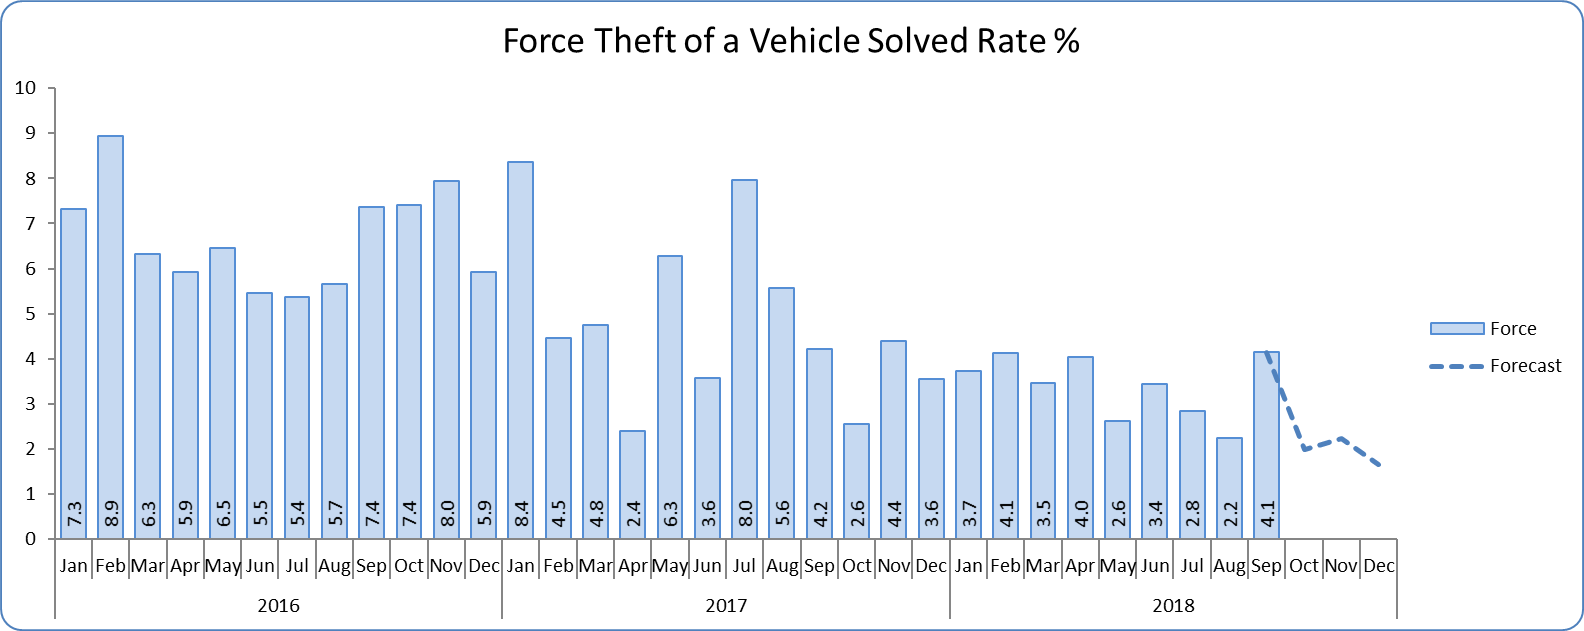 Force Theft of a Vehicle Solved Rate %
10
9
8
7
6
5
4
3
2
1
0
7.3 8.9 6.3 5.9 6.5 5.5 5.4 5.7 7.4 7.4 8.0 5.9 8.4 4.5 4.8 2.4 6.3 3.6 8.0 5.6 4.2 2.6 4.4 3.6 3.7 4.1 3.5 4.0 2.6 3.4 2.8 2.2 4.1
Jan Feb Mar Apr May Jun Jul Aug Sep Oct Nov Dec Jan Feb Mar Apr May Jun Jul Aug Sep Oct Nov Dec Jan Feb Mar Apr May Jun Jul Aug Sep Oct Nov Dec
2016 2017 2018
Force
Forecast